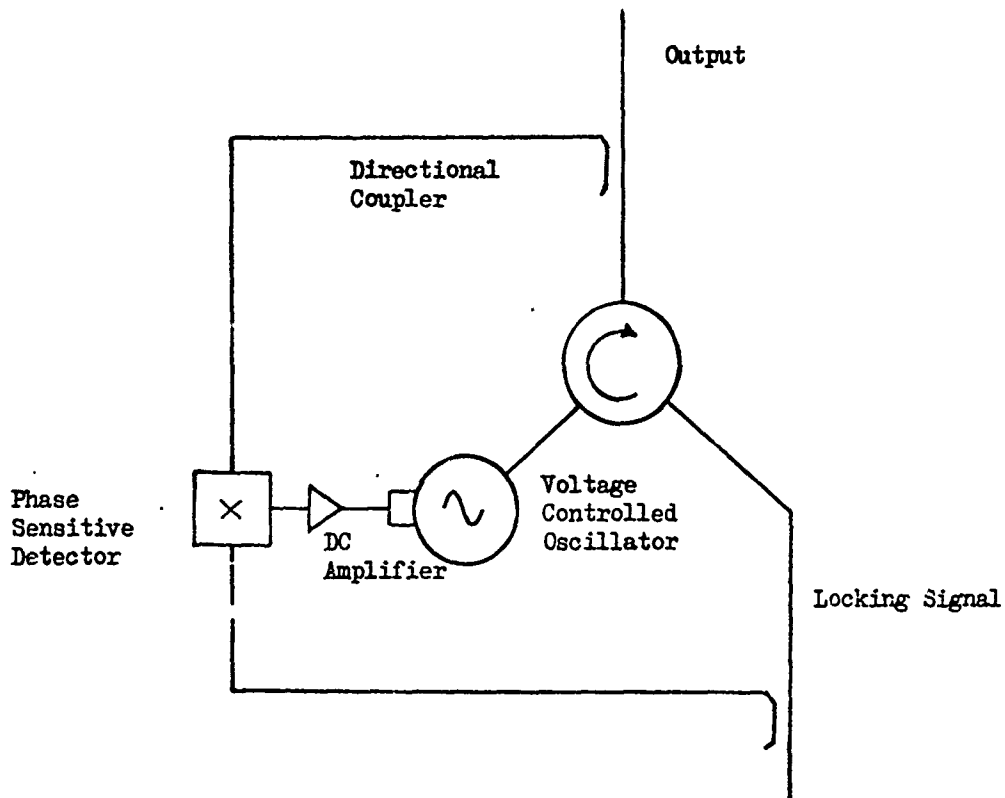 Output
Directional
Coupler
Phase
Sensitive
Detector
DC
Amplifier
Voltage
Controlled
Oscillator
Locking Signal